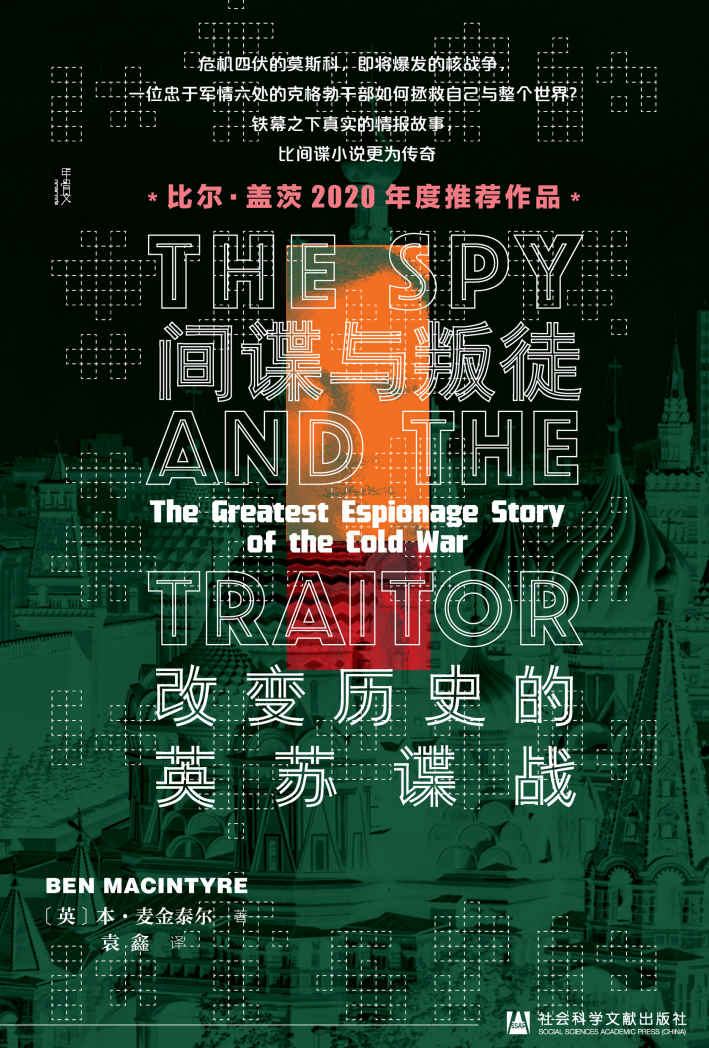 危机四伏的莫斯科，即将爆发的核战争，
一位忠于军情六处的克格勃干部如何拯救自己与整个世界？
铁幕之下真实的情报故事，
比间谍小说更为传奇
*比尔·盖茨 2020 年度推荐作品*
THE SPY
间谍与叛徒
AND THE
The Greatest Espionage Story
of the Cold War
TRAITOR
改变历史的
英苏谍战
BEN MACINTYRE
〔英〕本·麦金泰尔 著
袁鑫 译
社会科学文献出版社
SOCIAL SCIENCES ACADEMIC PRESS (CHINA)